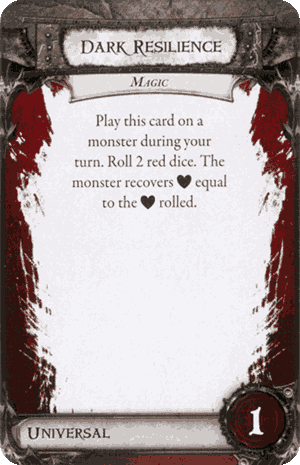 Dark Resilience
Magic
Play this card on a
monster during your
turn. Roll 2 red dice. The
monster recovers ♥ equal
to the ♥ rolled.
Universal
1